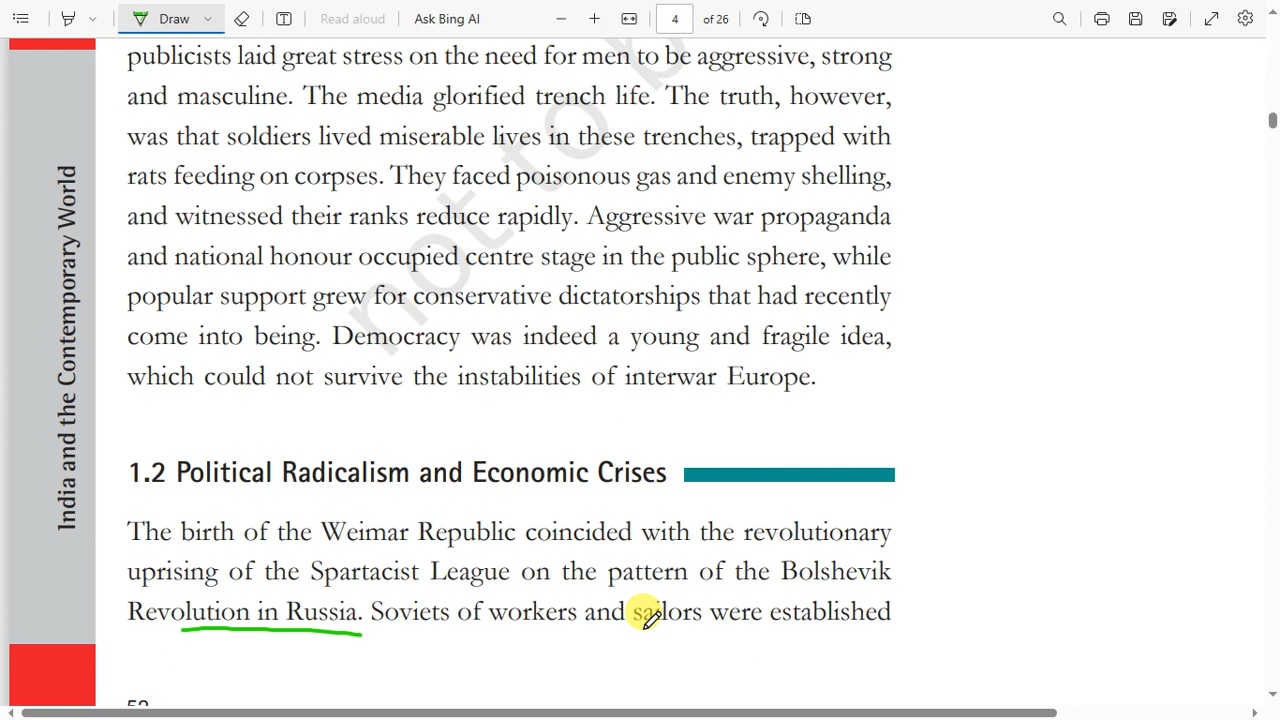 Draw
Read aloud
Ask Bing AI
4
of 26
publicists laid great stress on the need for men to be aggressive, strong
and masculine. The media glorified trench life. The truth, however,
was that soldiers lived miserable lives in these trenches, trapped with
rats feeding on corpses. They faced poisonous gas and enemy shelling,
and witnessed their ranks reduce rapidly. Aggressive war propaganda
and national honour occupied centre stage in the public sphere, while
popular support grew for conservative dictatorships that had recently
come into being. Democracy was indeed a young and fragile idea,
which could not survive the instabilities of interwar Europe.
1.2 Political Radicalism and Economic Crises
The birth of the Weimar Republic coincided with the revolutionary
uprising of the Spartacist League on the pattern of the Bolshevik
Revolution in Russia. Soviets of workers and sailors were established
India and the Contemporary World
not to b